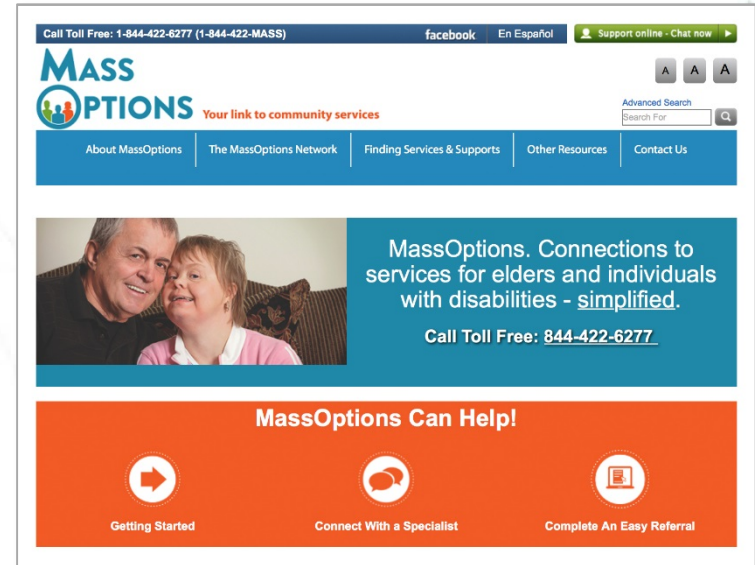 Call Toll Free: 1-844-422-6277 (1-844-422-MASS)
facebook
En Español
Support online - Chat now
MASS
OPTIONS
Your link to community services
A A A
Advanced Search
Search For
About MassOptions
The MassOptions Network
Finding Services & Supports
Other Resources
Contact Us
MassOptions. Connections to
services for elders and individuals
with disabilities - simplified.
Call Toll Free: 844-422-6277
MassOptions Can Help!
Getting Started
Connect With a Specialist
Complete An Easy Referral